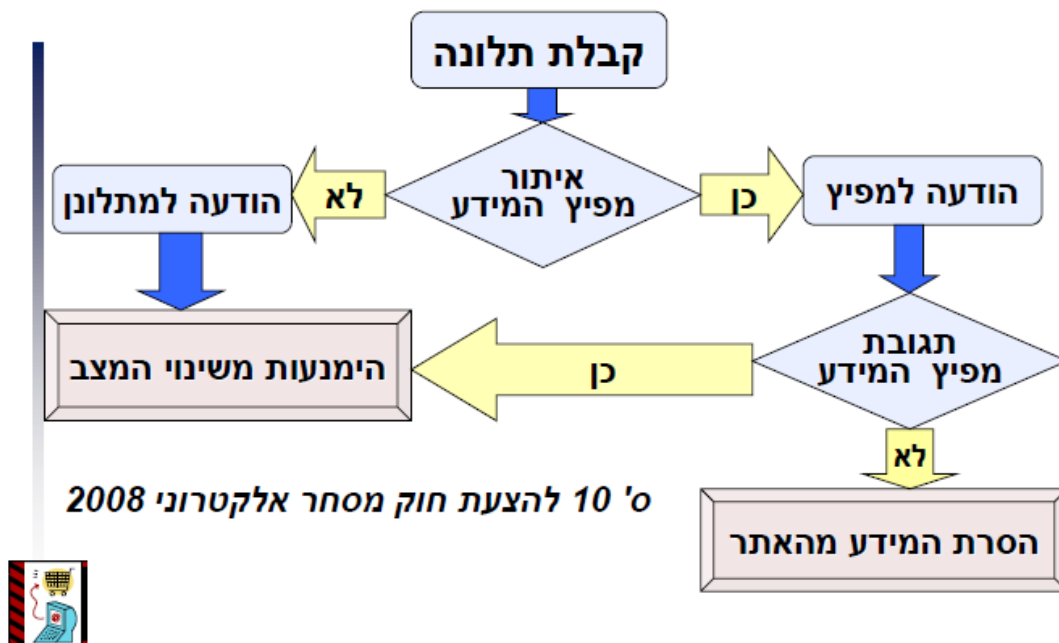 קבלת תלונה
איתור
מפיץ המידע
כן
הודעה למפיץ
לא
הודעה למתלונן
תגובת
מפיץ המידע
כן
הימנעות משינוי המצב
לא
הסרת המידע מהאתר
ס' 10 להצעת חוק מסחר אלקטרוני 2008